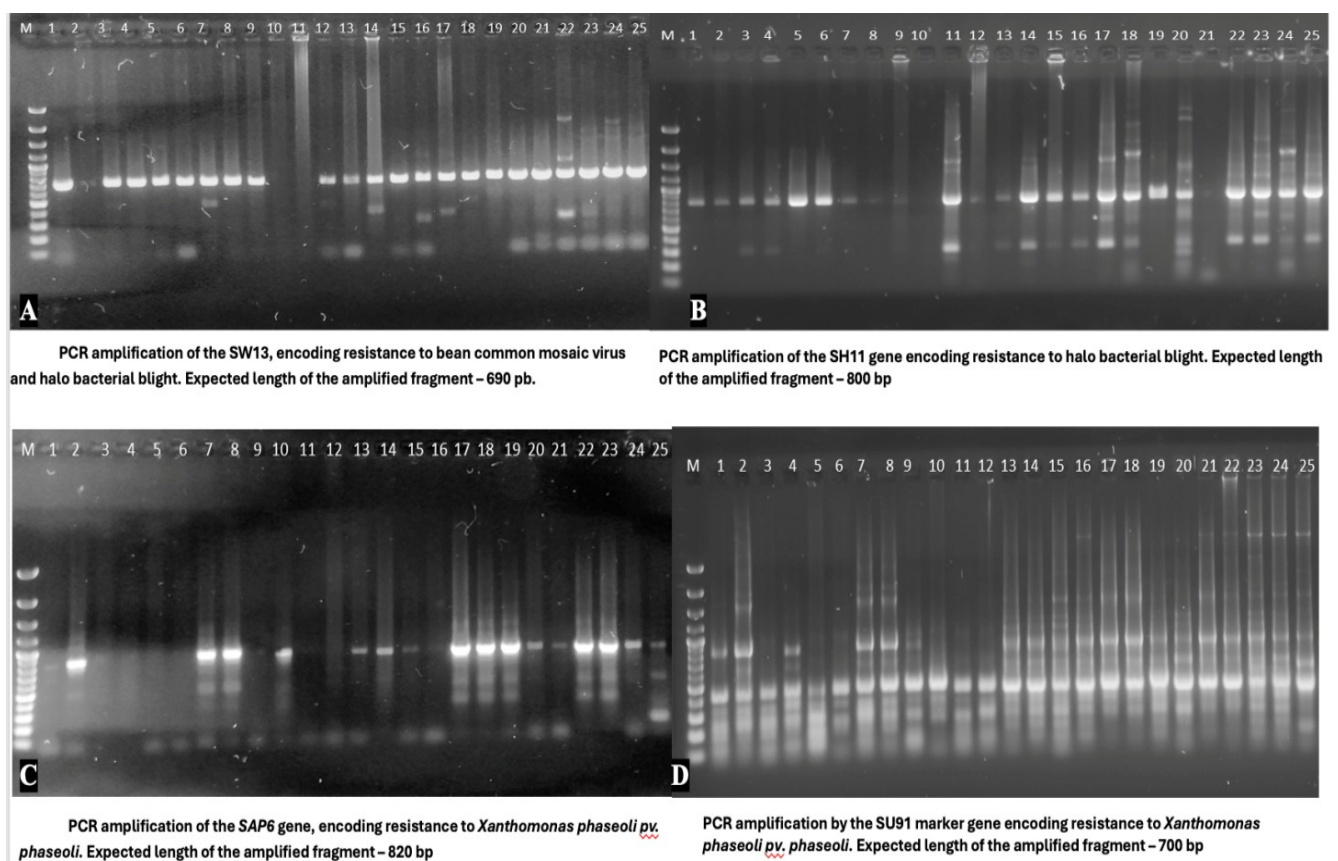 M 1 2 3 4 5 6 7 8 9 10 11 12 13 14 15 16 17 18 19 20 21 22 23 24 25
A
PCR amplification of the SW13, encoding resistance to bean common mosaic virus
and halo bacterial blight. Expected length of the amplified fragment – 690 pb.
M 1 2 3 4 5 6 7 8 9 10 11 12 13 14 15 16 17 18 19 20 21 22 23 24 25
B
PCR amplification of the SH11 gene encoding resistance to halo bacterial blight. Expected length
of the amplified fragment – 800 bp
M 1 2 3 4 5 6 7 8 9 10 11 12 13 14 15 16 17 18 19 20 21 22 23 24 25
C
PCR amplification of the SAP6 gene, encoding resistance to Xanthomonas phaseoli pv.
phaseoli. Expected length of the amplified fragment – 820 bp
M 1 2 3 4 5 6 7 8 9 10 11 12 13 14 15 16 17 18 19 20 21 22 23 24 25
D
PCR amplification by the SU91 marker gene encoding resistance to Xanthomonas
phaseoli pv. phaseoli. Expected length of the amplified fragment – 700 bp